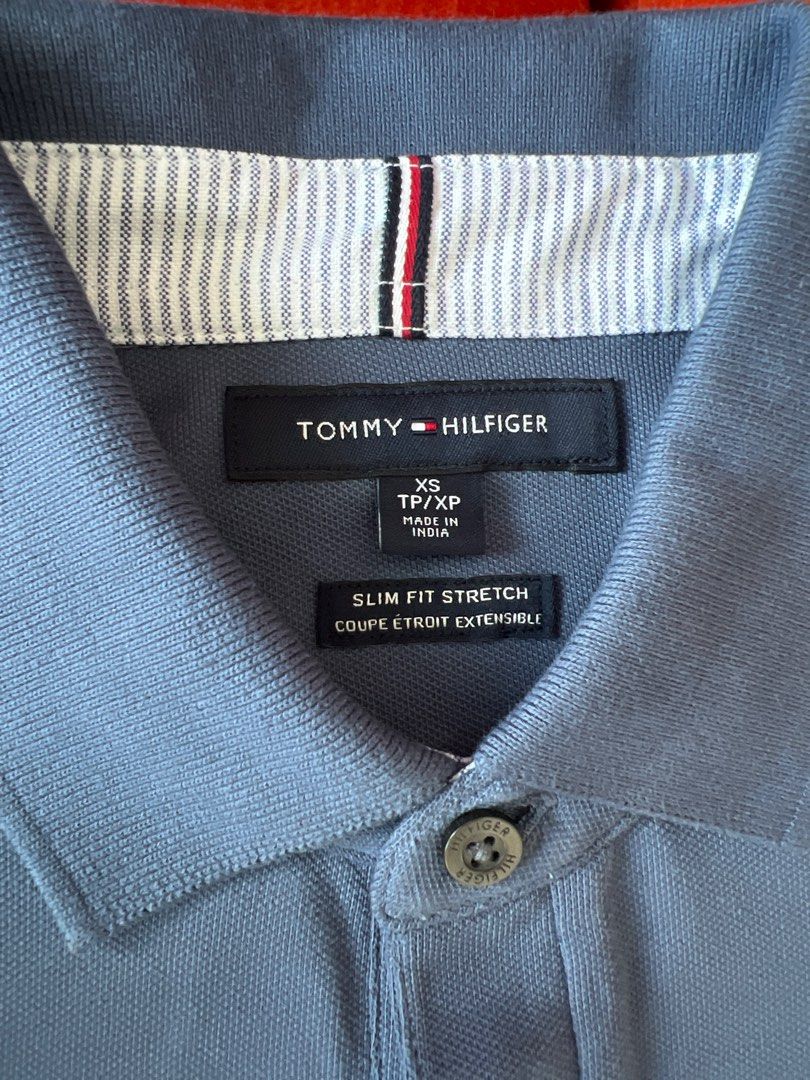 TOMMY HILFIGER
XS
TP/XP
MADE IN
INDIA
SLIM FIT STRETCH
COUPE ÉTROIT EXTENSIBLE
HILFIGER HILFIGER